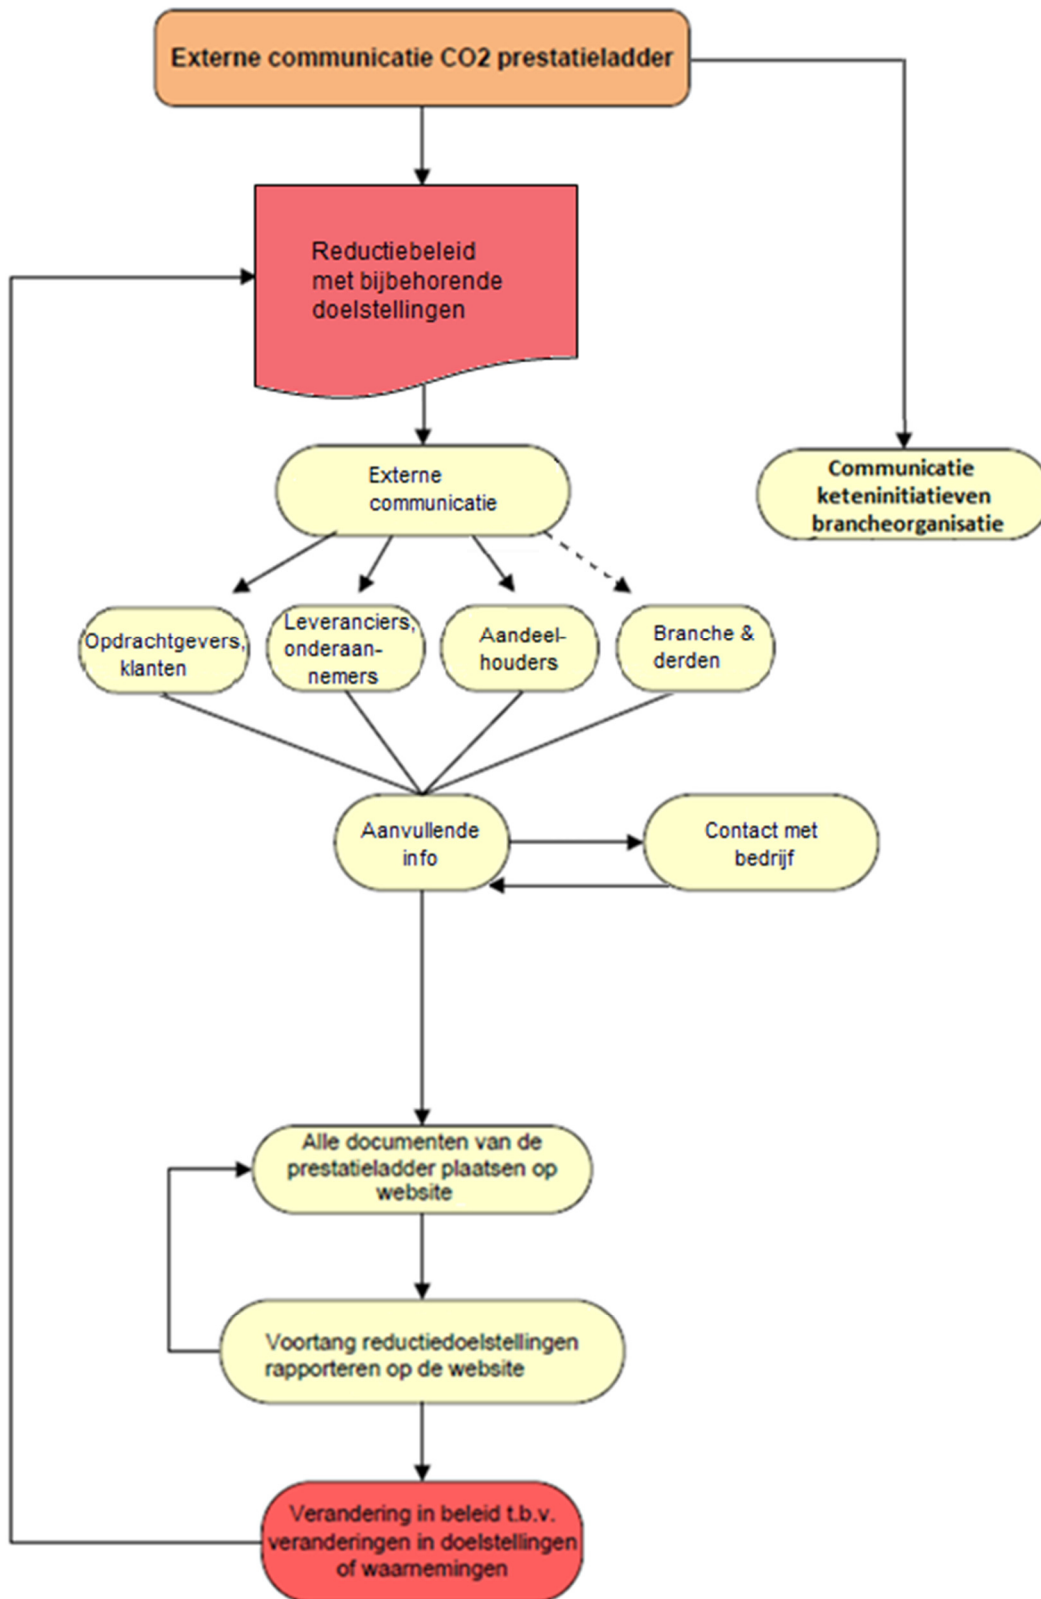 Externe communicatie CO2 prestatieladder
Reductiebeleid
met bijbehorende
doelstellingen
Externe
communicatie
Communicatie
keteninitiatieven
brancheorganisatie
Opdrachtgevers,
klanten
Leveranciers,
onderaan-
nemers
Aandeel-
houders
Branche &
derden
Aanvullende
info
Contact met
bedrijf
Alle documenten van de
prestatieladder plaatsen op
website
Voortang reductiedoelstellingen
rapporteren op de website
Verandering in beleid t.b.v.
veranderingen in doelstellingen
of waarnemingen